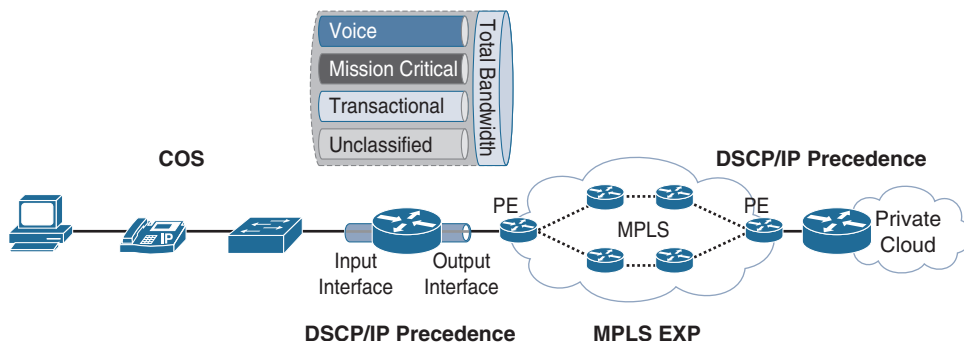 Voice
Mission Critical
Transactional
Unclassified
Total Bandwidth
COS
DSCP/IP Precedence
IP
PE
MPLS
PE
Private
Cloud
Input
Interface
Output
Interface
DSCP/IP Precedence
MPLS EXP